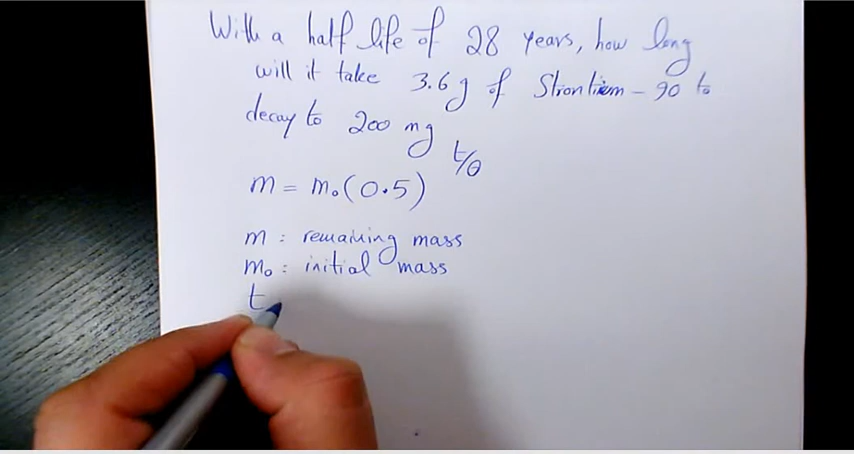 With a half life of 28 years, how long
will it take 3.6g of Strontium - 90 to
decay to 200 mg
m = m₀(0.5) t/θ
m : remaining mass
m₀ : initial mass
t